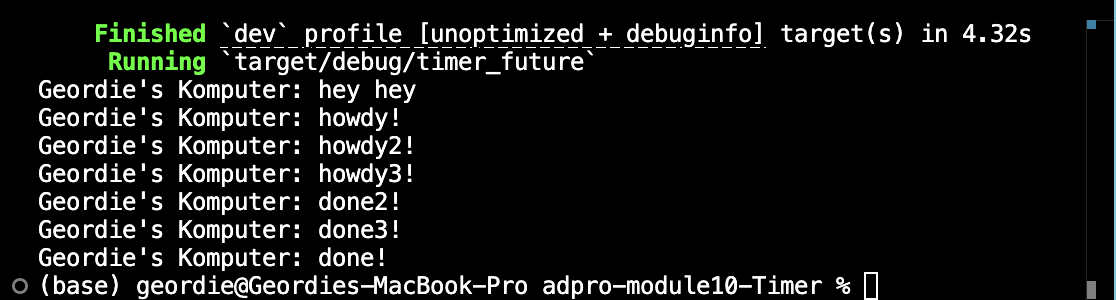 Finished `dev` profile [unoptimized + debuginfo] target(s) in 4.32s
Running `target/debug/timer_future`
Geordie's Komputer: hey hey
Geordie's Komputer: howdy!
Geordie's Komputer: howdy2!
Geordie's Komputer: howdy3!
Geordie's Komputer: done2!
Geordie's Komputer: done3!
Geordie's Komputer: done!
(base) geordie@Geordies-MacBook-Pro adpro-module10-Timer %